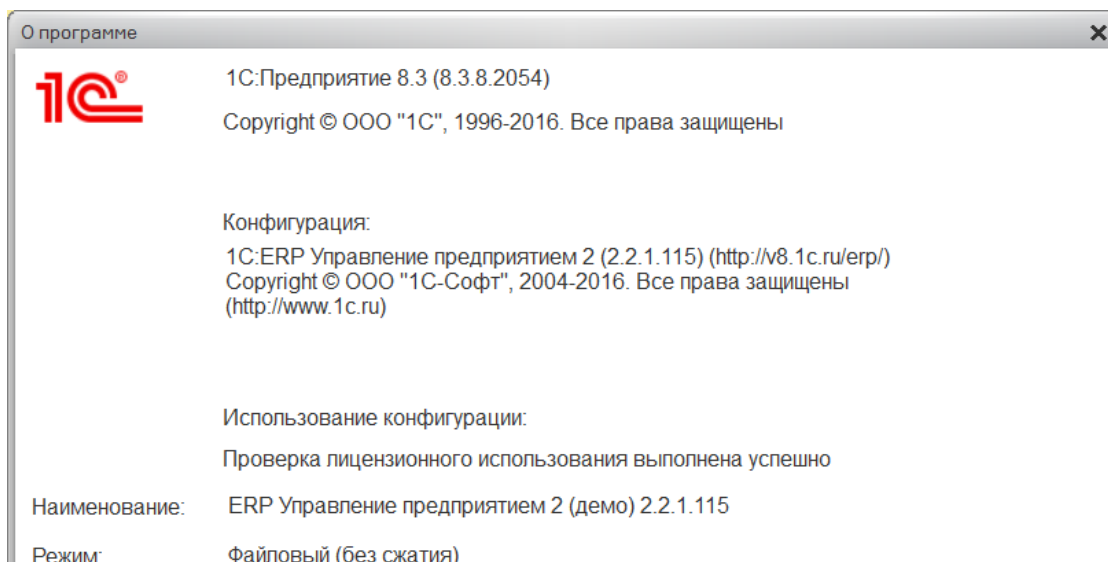 О программе
1С®
1С:Предприятие 8.3 (8.3.8.2054)
Copyright © ООО "1С", 1996-2016. Все права защищены
Конфигурация:
1С:ERP Управление предприятием 2 (2.2.1.115) (http://v8.1c.ru/erp/)
Copyright © ООО "1С-Софт", 2004-2016. Все права защищены
(http://www.1c.ru)
Использование конфигурации:
Проверка лицензионного использования выполнена успешно
Наименование: ERP Управление предприятием 2 (демо) 2.2.1.115
Режим: Файловый (без сжатия)